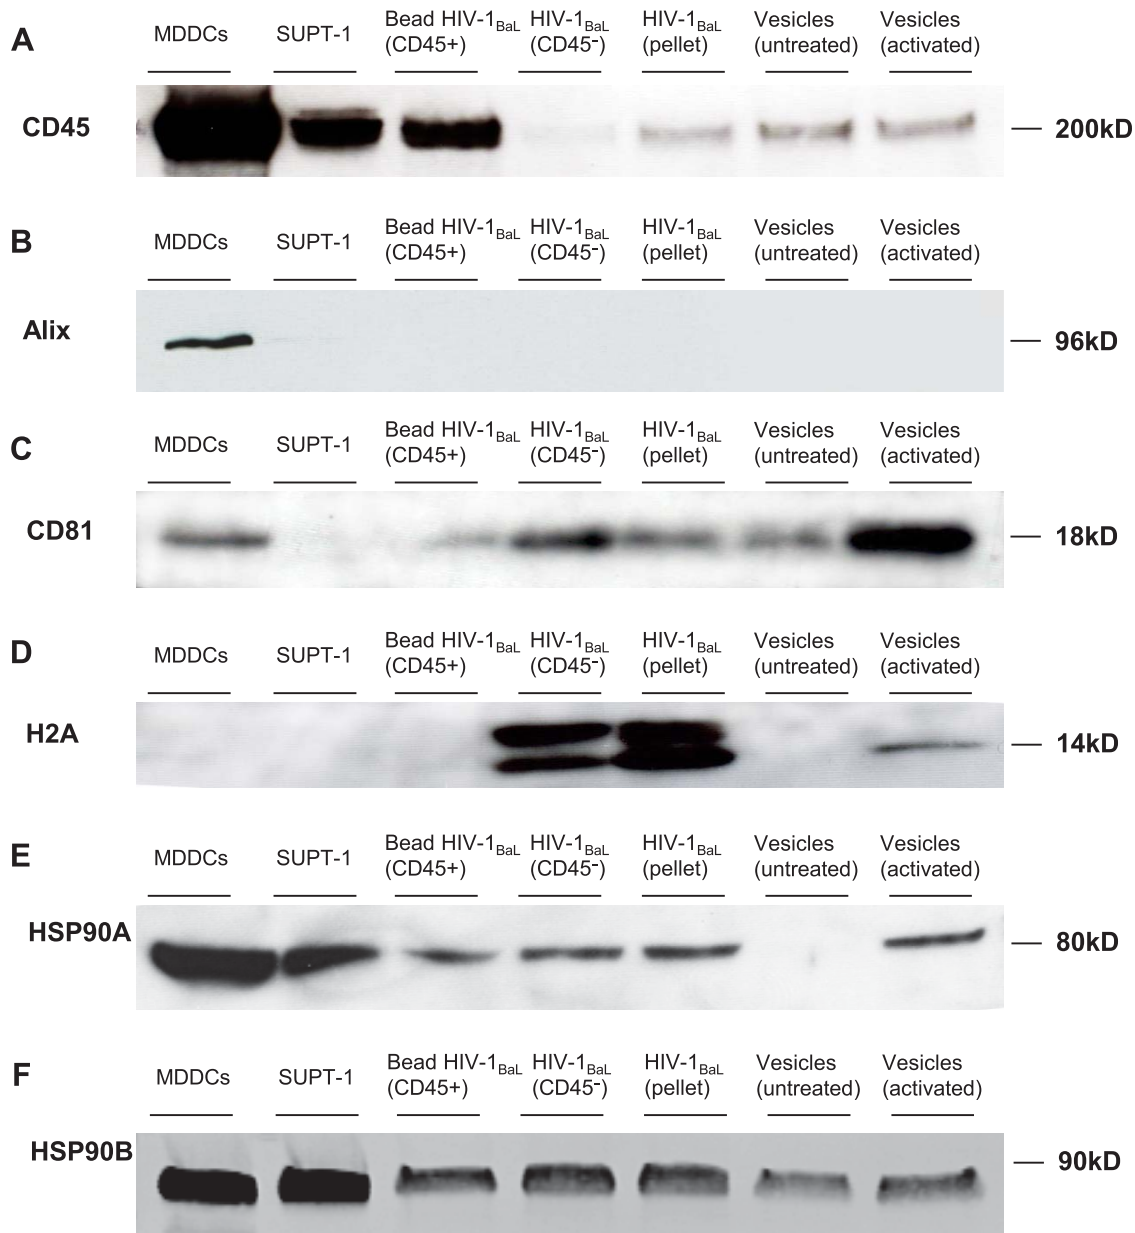 A
MDDCs SUPT-1 Bead HIV-1BaL (CD45+) HIV-1BaL (CD45-) HIV-1BaL (pellet) Vesicles (untreated) Vesicles (activated)
CD45 200kD
B
MDDCs SUPT-1 Bead HIV-1BaL (CD45+) HIV-1BaL (CD45-) HIV-1BaL (pellet) Vesicles (untreated) Vesicles (activated)
Alix 96kD
C
MDDCs SUPT-1 Bead HIV-1BaL (CD45+) HIV-1BaL (CD45-) HIV-1BaL (pellet) Vesicles (untreated) Vesicles (activated)
CD81 18kD
D
MDDCs SUPT-1 Bead HIV-1BaL (CD45+) HIV-1BaL (CD45-) HIV-1BaL (pellet) Vesicles (untreated) Vesicles (activated)
H2A 14kD
E
MDDCs SUPT-1 Bead HIV-1BaL (CD45+) HIV-1BaL (CD45-) HIV-1BaL (pellet) Vesicles (untreated) Vesicles (activated)
HSP90A 80kD
F
MDDCs SUPT-1 Bead HIV-1BaL (CD45+) HIV-1BaL (CD45-) HIV-1BaL (pellet) Vesicles (untreated) Vesicles (activated)
HSP90B 90kD